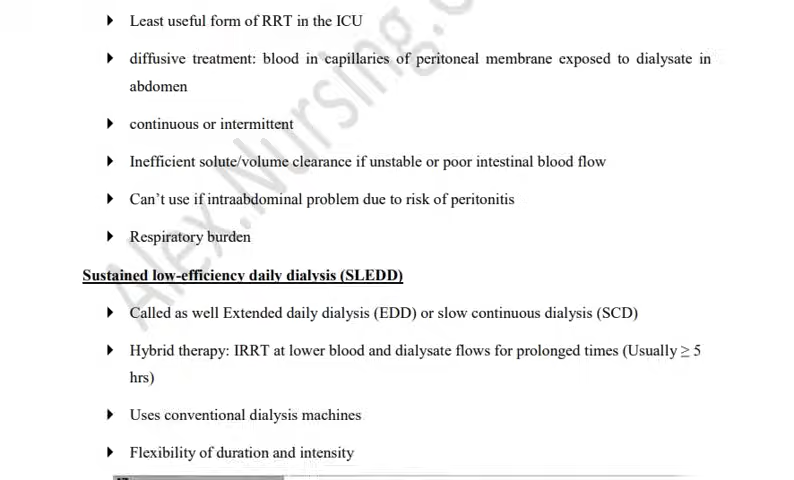 Least useful form of RRT in the ICU
diffusive treatment: blood in capillaries of peritoneal membrane exposed to dialysate in
abdomen
continuous or intermittent
Inefficient solute/volume clearance if unstable or poor intestinal blood flow
Can't use if intraabdominal problem due to risk of peritonitis
Respiratory burden
Sustained low-efficiency daily dialysis (SLEDD)
Called as well Extended daily dialysis (EDD) or slow continuous dialysis (SCD)
Hybrid therapy: IRRT at lower blood and dialysate flows for prolonged times (Usually ≥ 5
hrs)
Uses conventional dialysis machines
Flexibility of duration and intensity
Alex.Nursing.